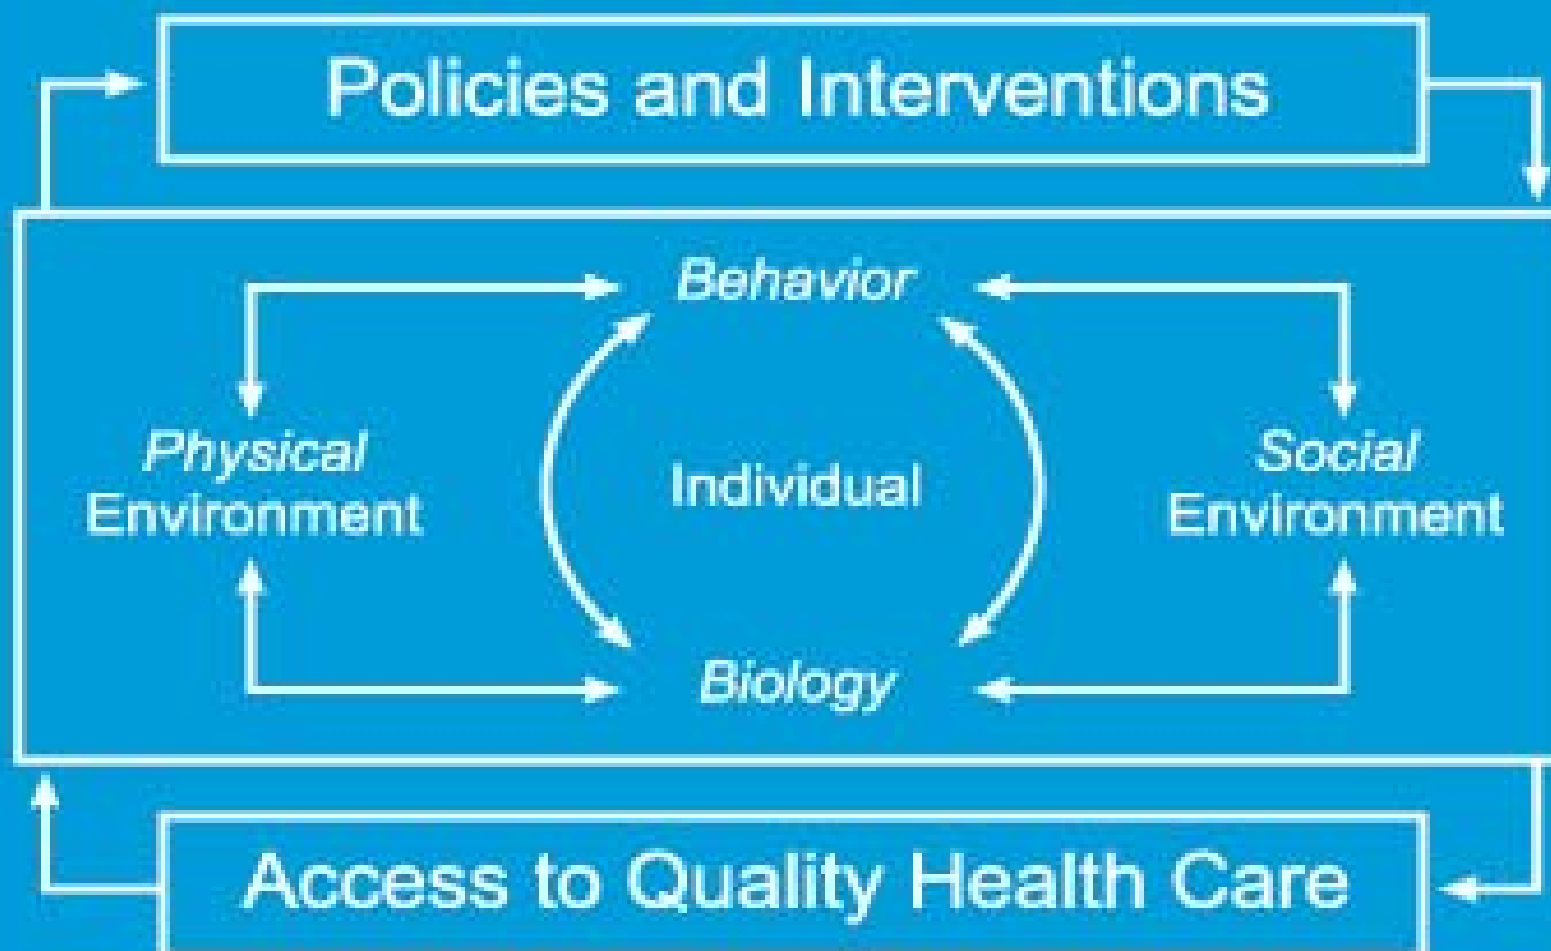 Policies and Interventions
Behavior
Physical
Environment
Individual
Social
Environment
Biology
Access to Quality Health Care